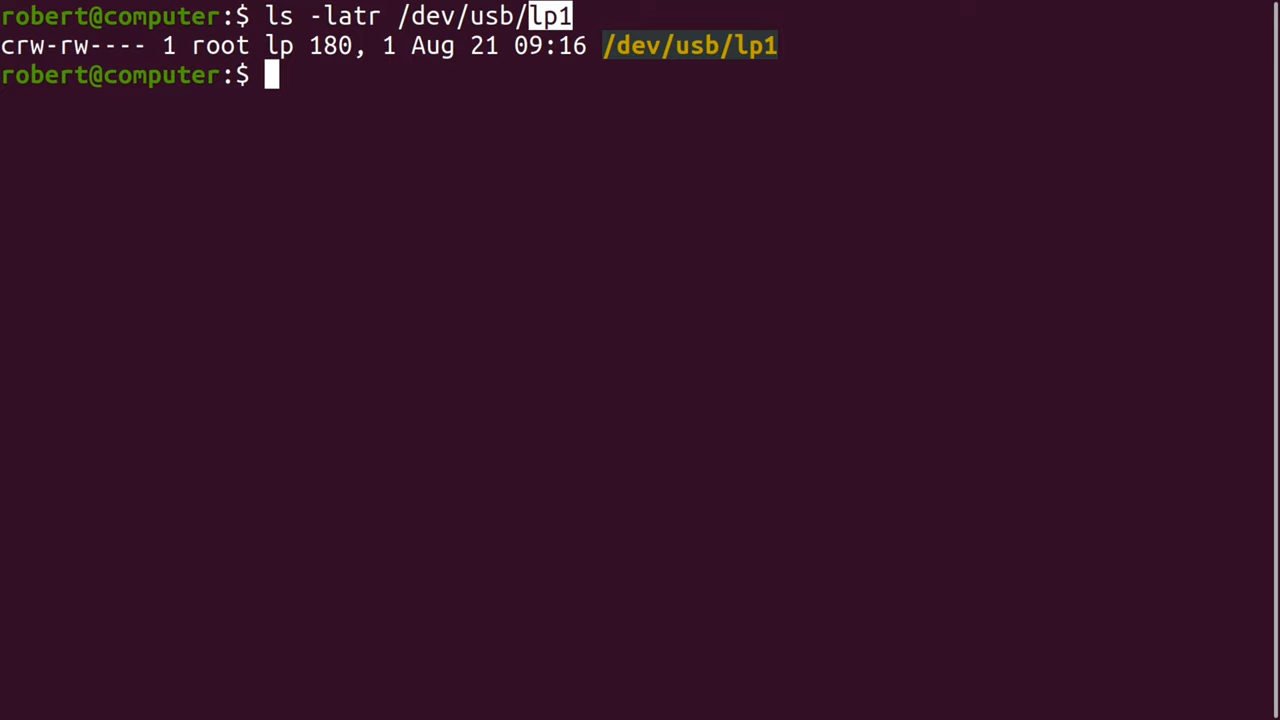 robert@computer:$ ls -latr /dev/usb/lp1
crw-rw---- 1 root lp 180, 1 Aug 21 09:16 /dev/usb/lp1
robert@computer:$